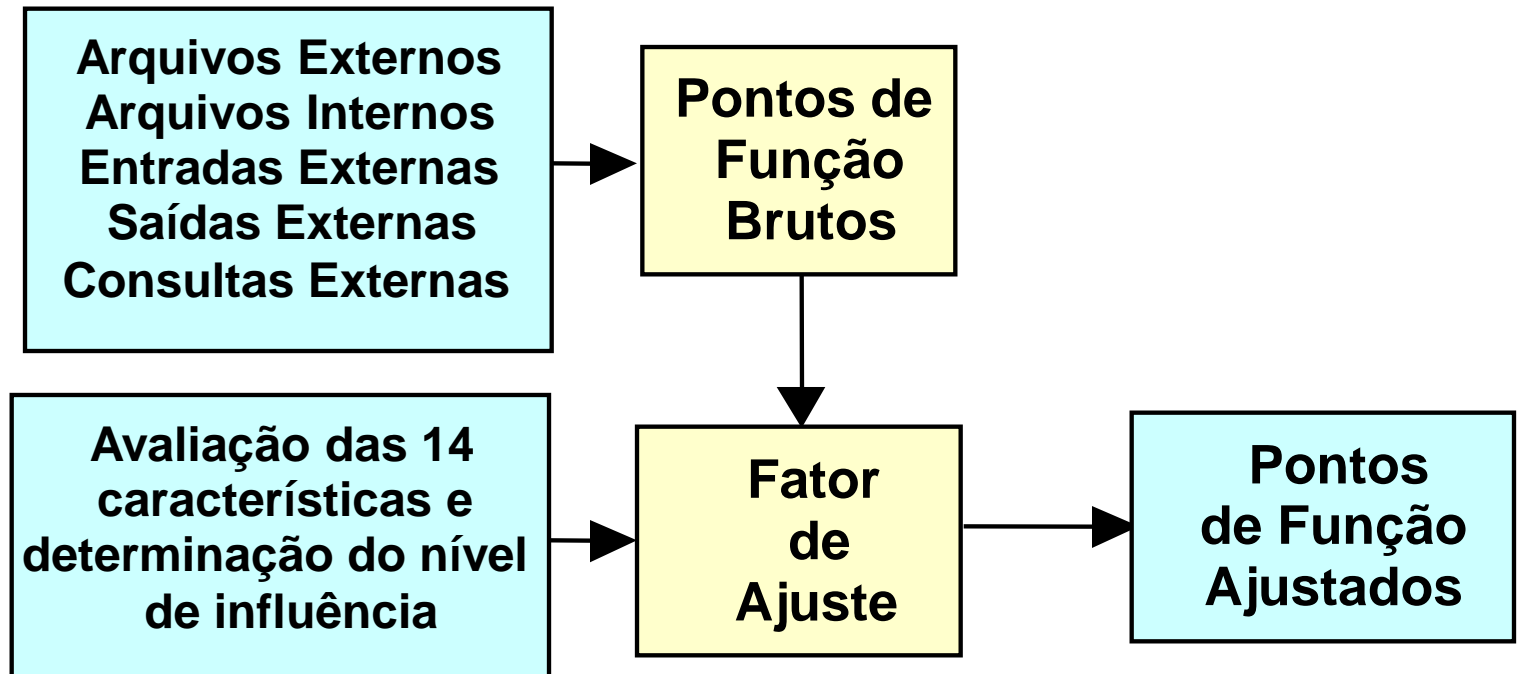 Arquivos Externos
Arquivos Internos
Entradas Externas
Saídas Externas
Consultas Externas
Pontos de
Função
Brutos
Avaliação das 14
características e
determinação do nível
de influência
Fator
de
Ajuste
Pontos
de Função
Ajustados